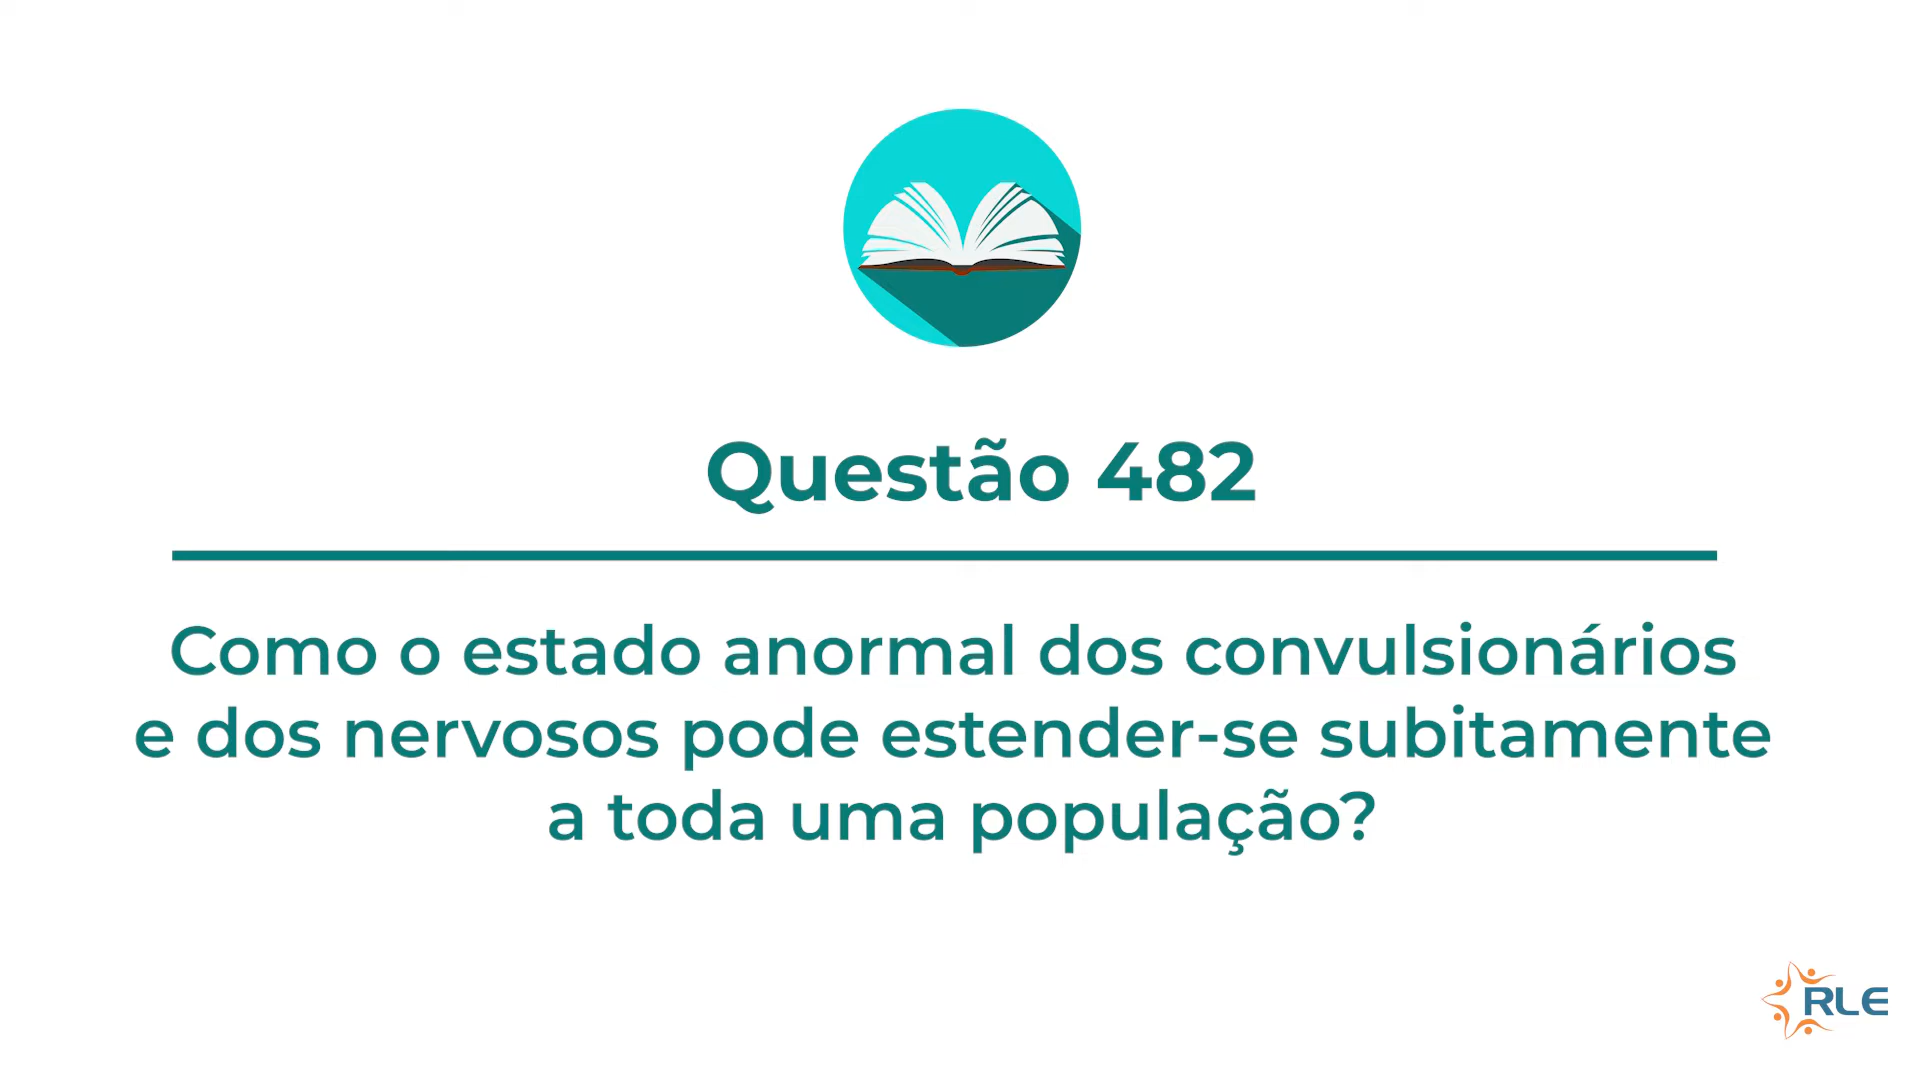 Questão 482
Como o estado anormal dos convulsionários
e dos nervosos pode estender-se subitamente
a toda uma população?
RLE